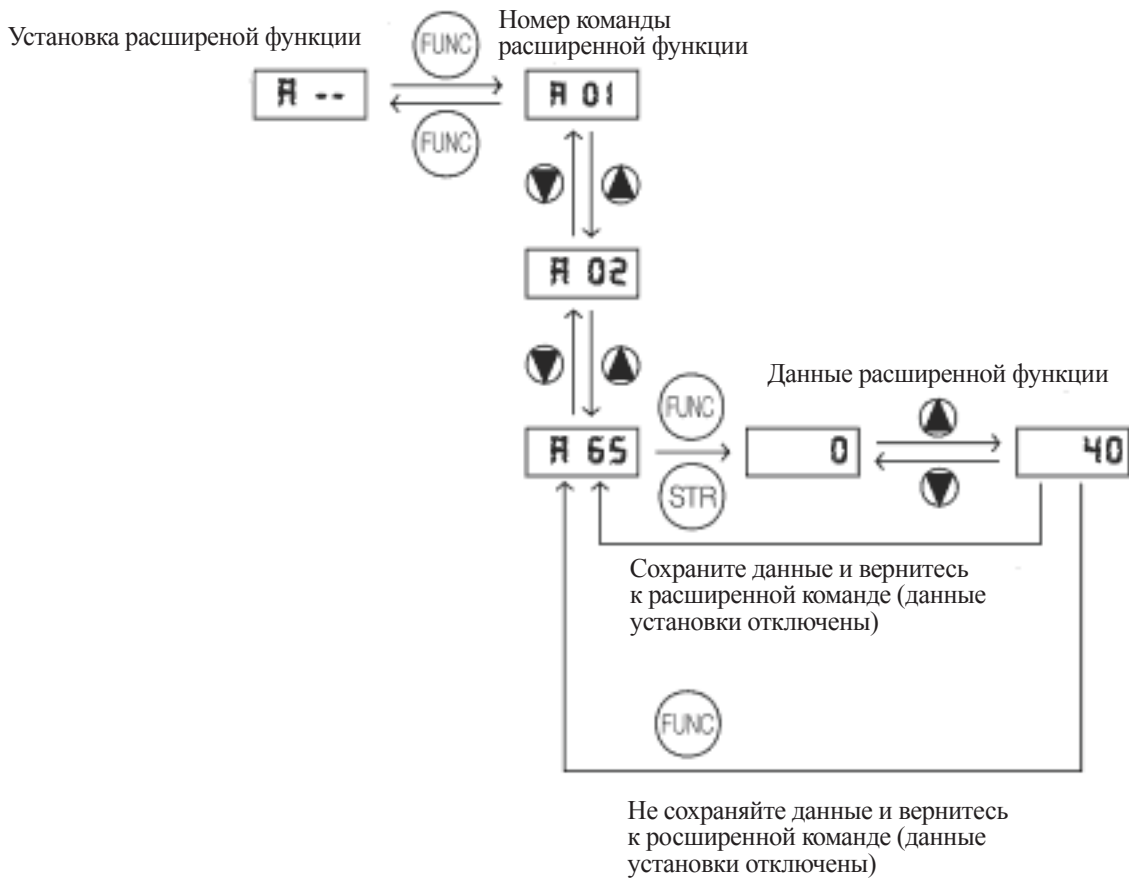 Установка расширеной функции
FUNC
Номер команды
расширенной функции
A --
A 01
FUNC
A 02
Данные расширенной функции
FUNC
A 65
0
40
STR
Сохраните данные и вернитесь
к расширенной команде (данные
установки отключены)
FUNC
Не сохраняйте данные и вернитесь
к росширенной команде (данные
установки отключены)